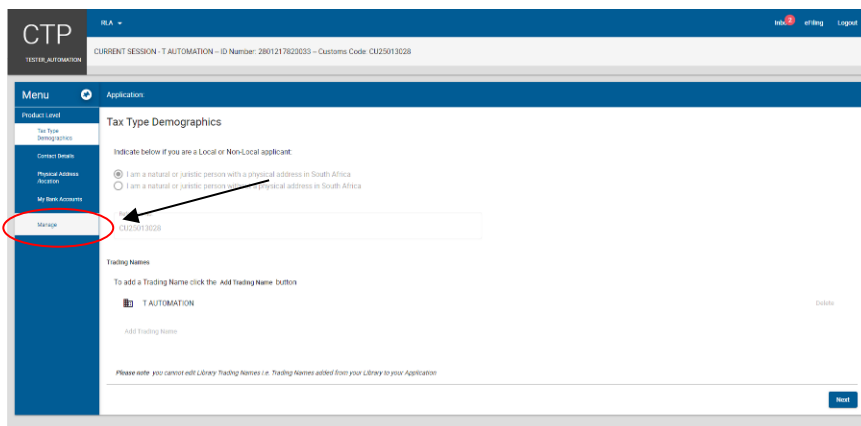 CTP
TESTER_AUTOMATION
RLA
2
eFiling
Logout
CURRENT SESSION - T AUTOMATION – ID Number: 2801217823033 – Customs Code: CU25013028
Menu
Application:
Product Level
Tax Type
Demographics
Contact Details
Physical Address
/location
My Bank Accounts
Manage
Tax Type Demographics
Indicate below if you are a Local or Non-Local applicant:
I am a natural or juristic person with a physical address in South Africa
I am a natural or juristic person without a physical address in South Africa
CU25013028
Trading Names
To add a Trading Name click the Add Trading Name button
T AUTOMATION
Delete
Add Trading Name
Please note you cannot edit Library Trading Names i.e. Trading Names added from your Library to your Application
Next